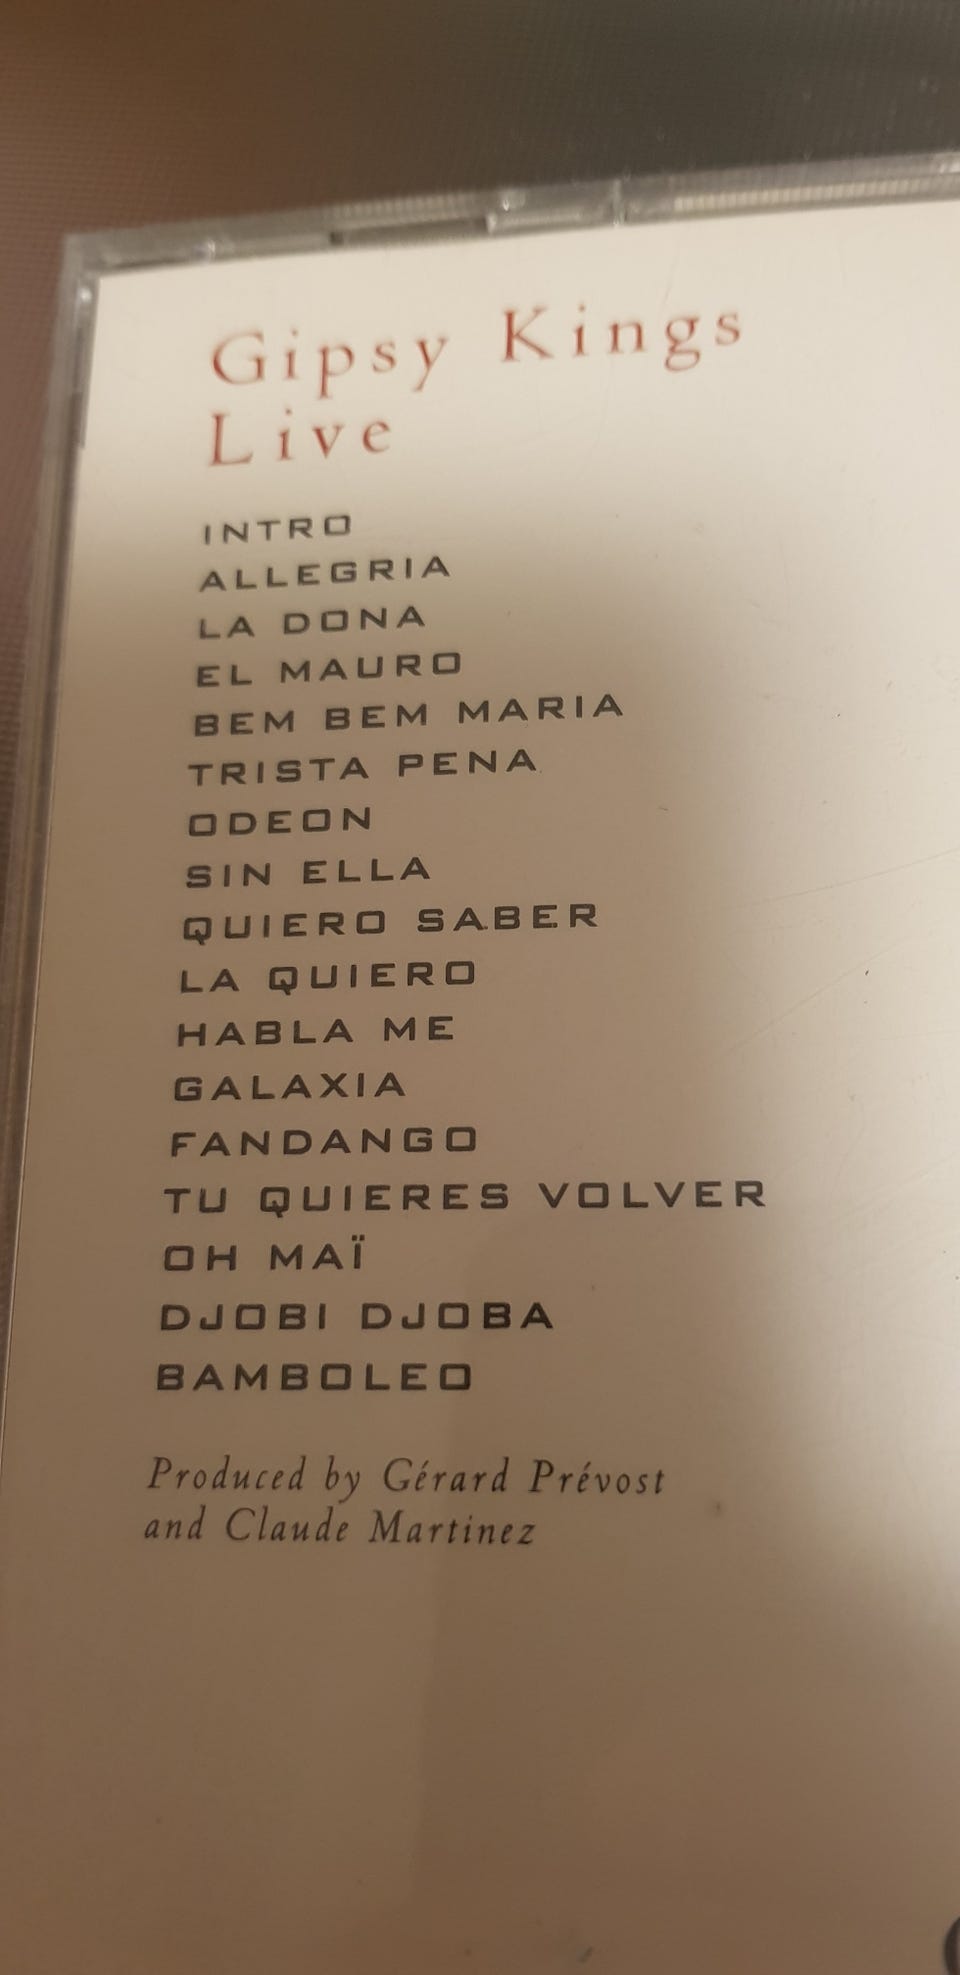 Gipsy Kings
Live
INTRO
ALLEGRIA
LA DONA
EL MAURO
BEM BEM MARIA
TRISTA PENA
ODEON
SIN ELLA
QUIERO SABER
LA QUIERO
HABLA ME
GALAXIA
FANDANGO
TU QUIERES VOLVER
OH MAÏ
DJOBI DJOBA
BAMBOLEO
Produced by Gérard Prévost
and Claude Martinez